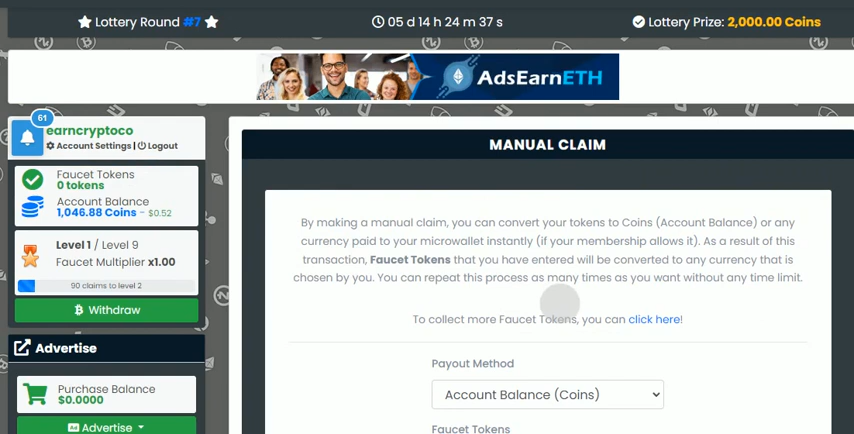 Lottery Round #7
05 d 14 h 24 m 37 s
Lottery Prize: 2,000.00 Coins
AdsEarnETH
61
earncryptoco
Account Settings | Logout
Faucet Tokens
0 tokens
Account Balance
1,046.88 Coins ~ $0.52
Level 1 / Level 9
Faucet Multiplier x1.00
90 claims to level 2
Withdraw
Advertise
Purchase Balance
$0.0000
Ad Advertise
MANUAL CLAIM
By making a manual claim, you can convert your tokens to Coins (Account Balance) or any
currency paid to your microwallet instantly (if your membership allows it). As a result of this
transaction, Faucet Tokens that you have entered will be converted to any currency that is
chosen by you. You can repeat this process as many times as you want without any time limit.
To collect more Faucet Tokens, you can click here!
Payout Method
Account Balance (Coins)
Faucet Tokens